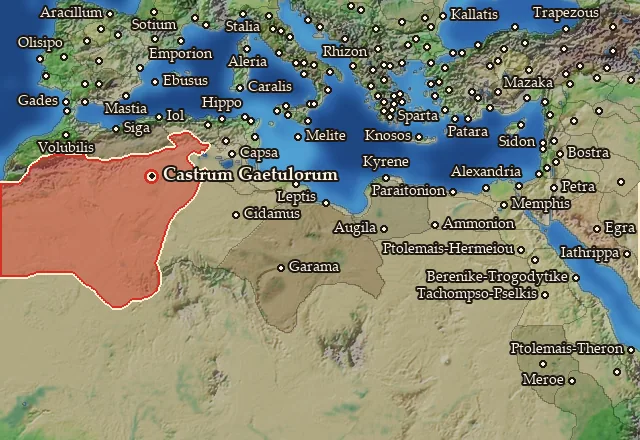 Aracillum
Kallatis
Trapezous
Sotium
Stalia
Olisipo
Emporion
Rhizon
Aleria
Ebusus
Caralis
Mazaka
Gades
Mastia
Iol
Hippo
Siga
Melite
Knosos
Sparta
Patara
Sidon
Volubilis
Capsa
Kyrene
Bostra
Castrum Gaetulorum
Alexandria
Leptis
Paraitonion
Petra
Memphis
Cidamus
Augila
Ammonion
Egra
Ptolemais-Hermeiou
Iathrippa
Garama
Berenike-Trogodytike
Tachompso-Pselkis
Ptolemais-Theron
Meroe